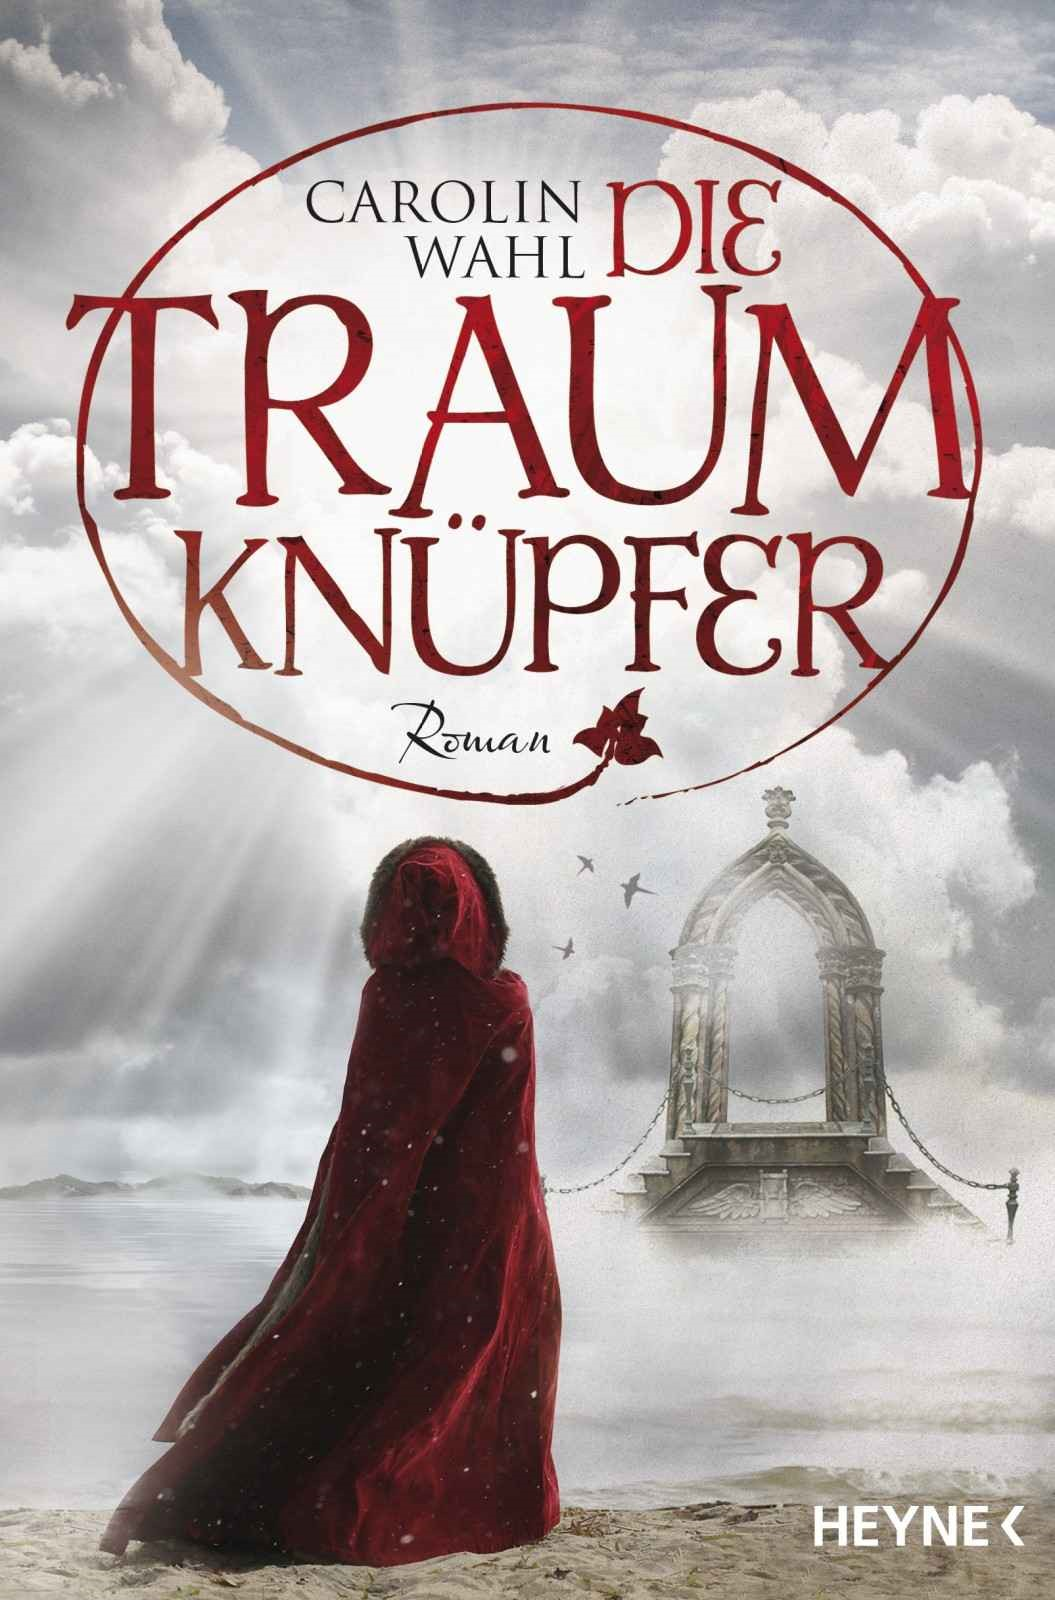 CAROLIN
WAHL
DIE
TRAUM
KNÜPFER
Roman
HEYNE